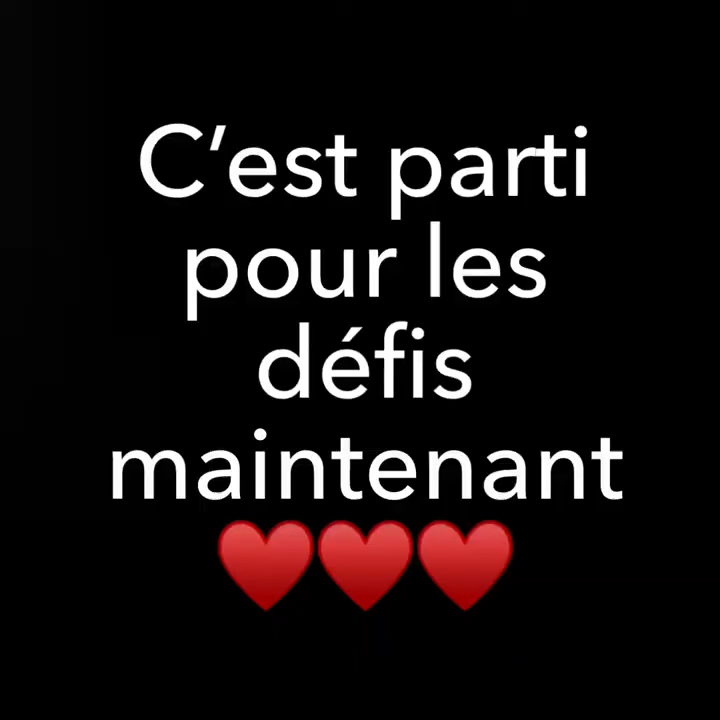 C’est parti
pour les
défis
maintenant
♥️♥️♥️